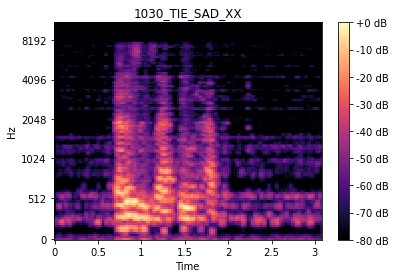 1030_TIE_SAD_XX
8192
4096
2048
1024
512
0
Hz
0
0.5
1
1.5
2
2.5
3
Time
+0 dB
-10 dB
-20 dB
-30 dB
-40 dB
-50 dB
-60 dB
-70 dB
-80 dB